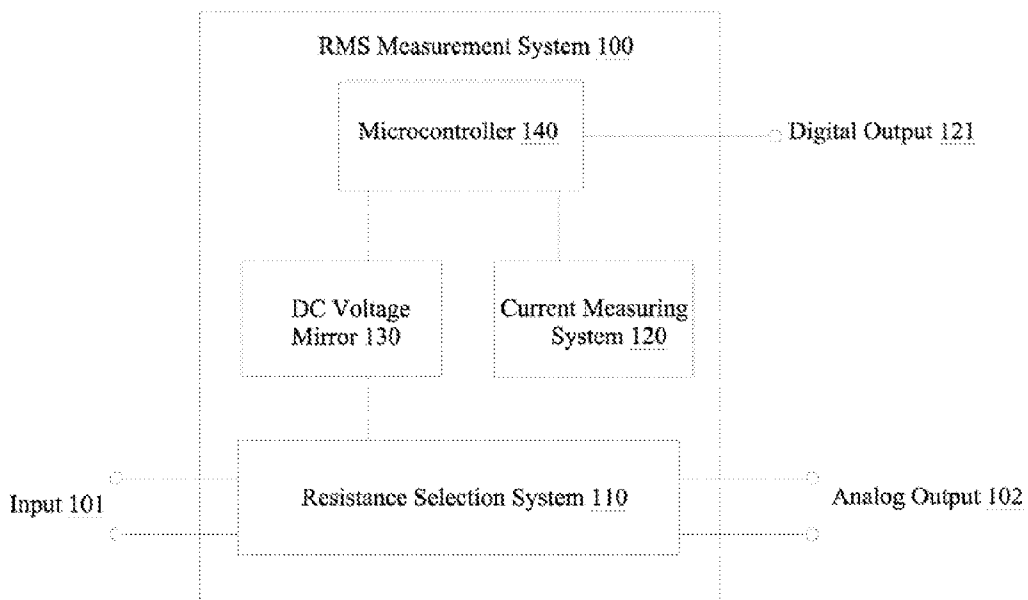 RMS Measurement System 100
Microcontroller 140
Digital Output 121
DC Voltage
Mirror 130
Current Measuring
System 120
Input 101
Resistance Selection System 110
Analog Output 102